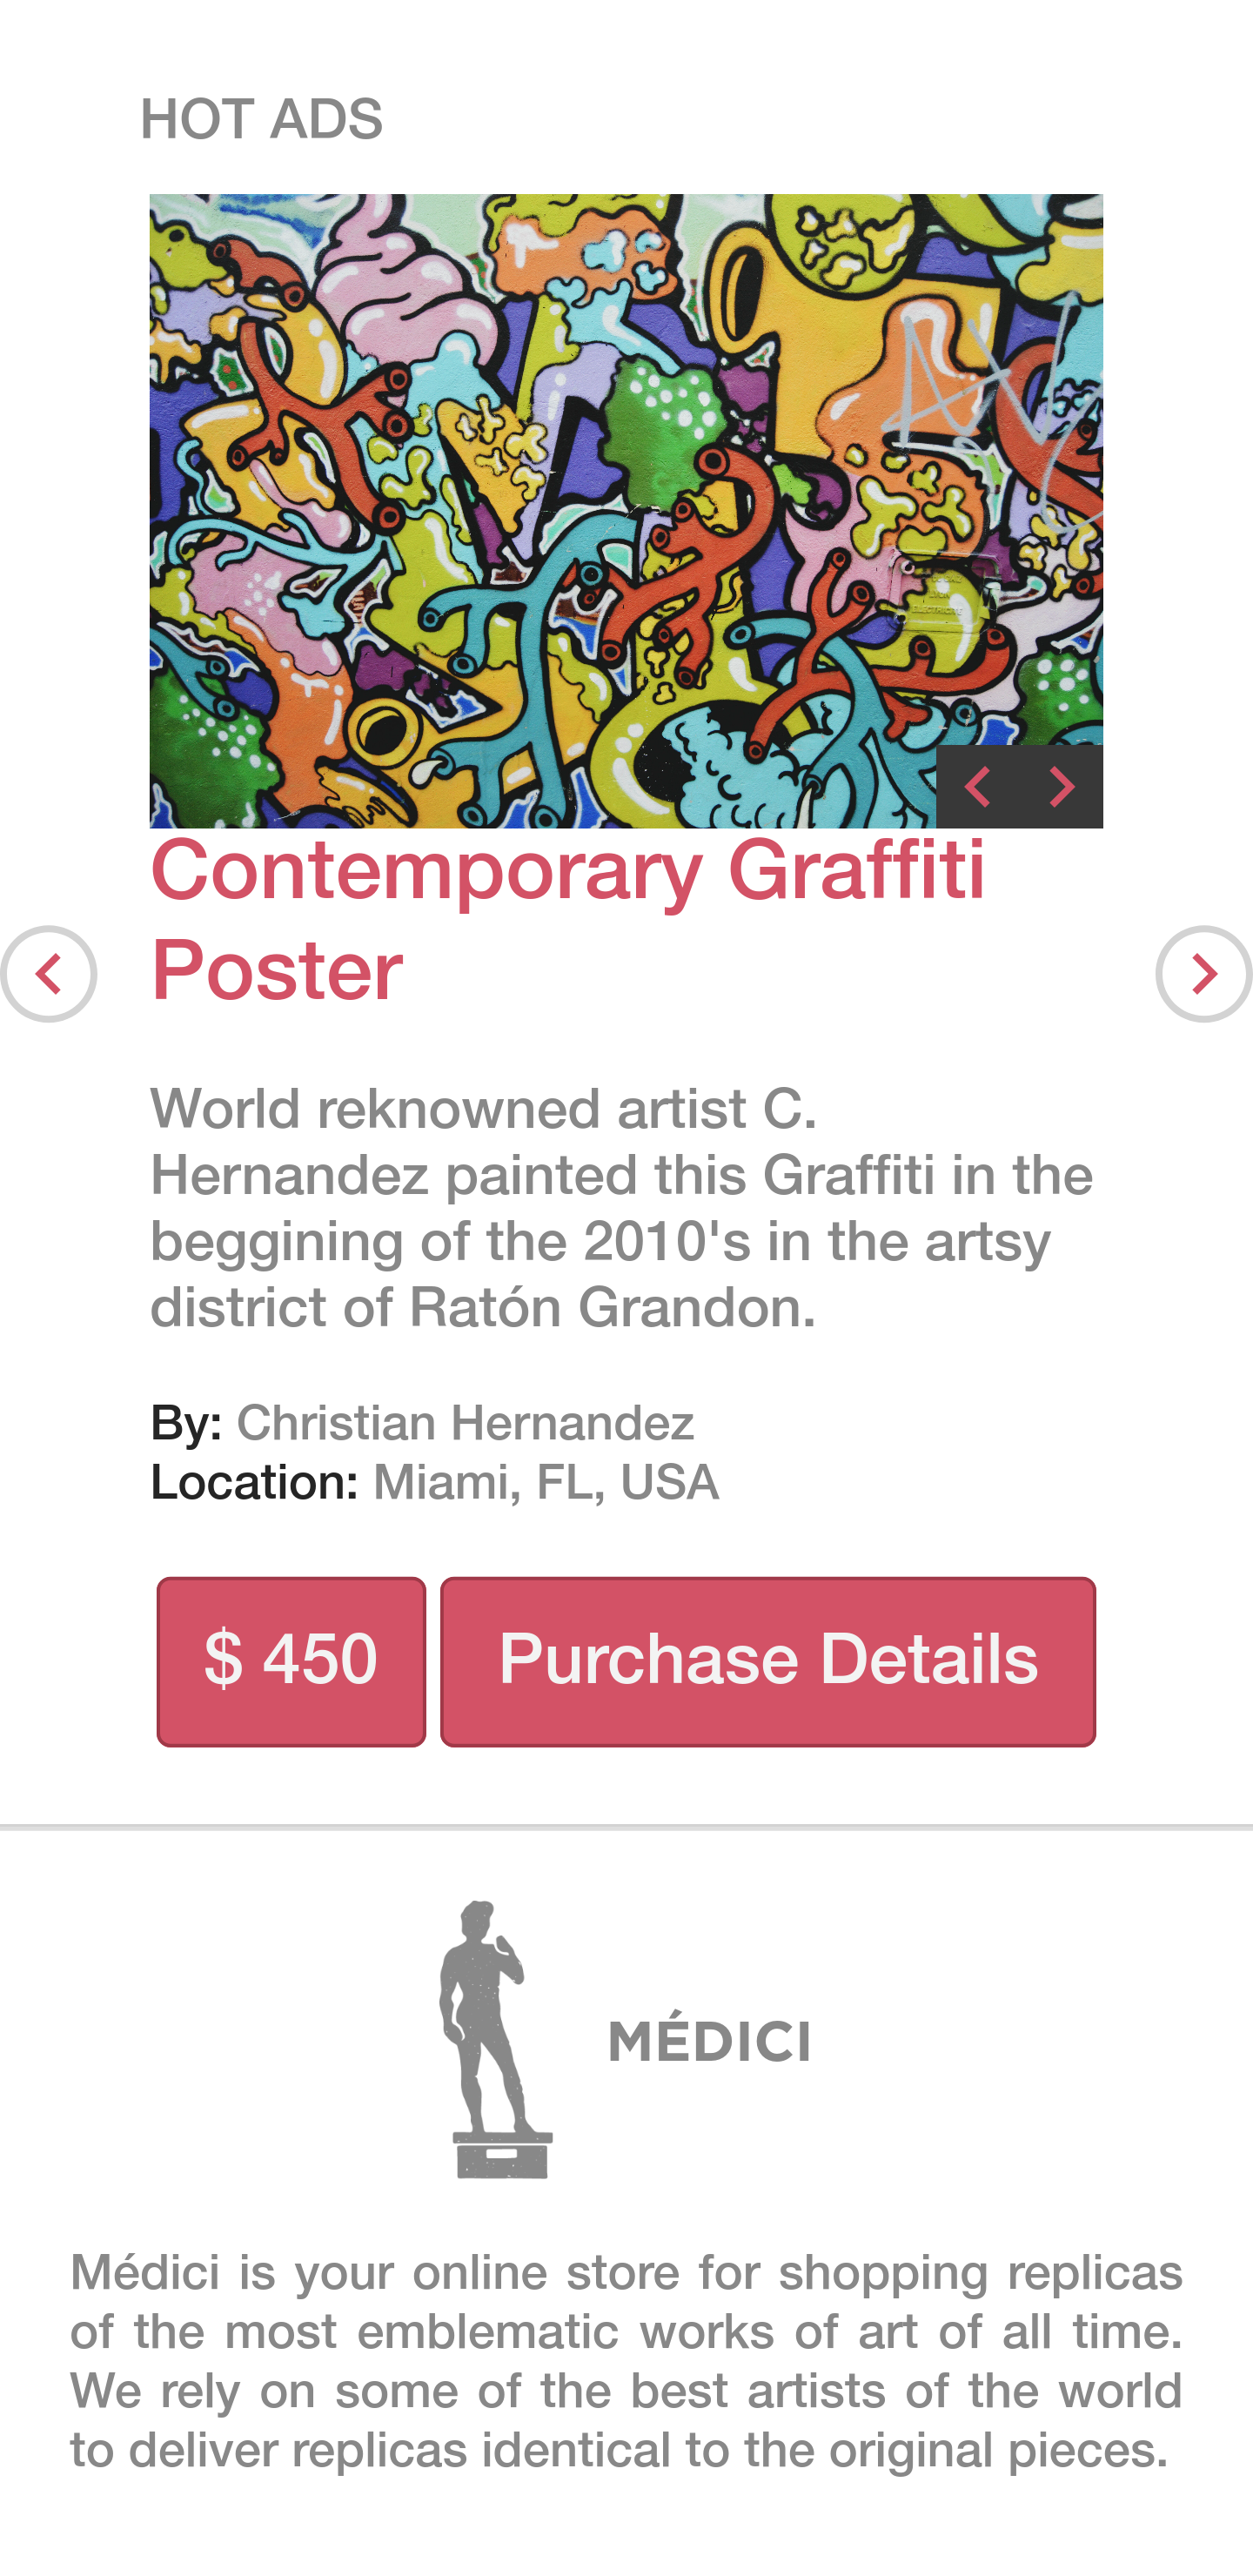 HOT ADS
Contemporary Graffiti
Poster
World reknowned artist C.
Hernandez painted this Graffiti in the
beggining of the 2010's in the artsy
district of Ratón Grandon.
By: Christian Hernandez
Location: Miami, FL, USA
$ 450
Purchase Details
MÉDICI
Médici is your online store for shopping replicas
of the most emblematic works of art of all time.
We rely on some of the best artists of the world
to deliver replicas identical to the original pieces.